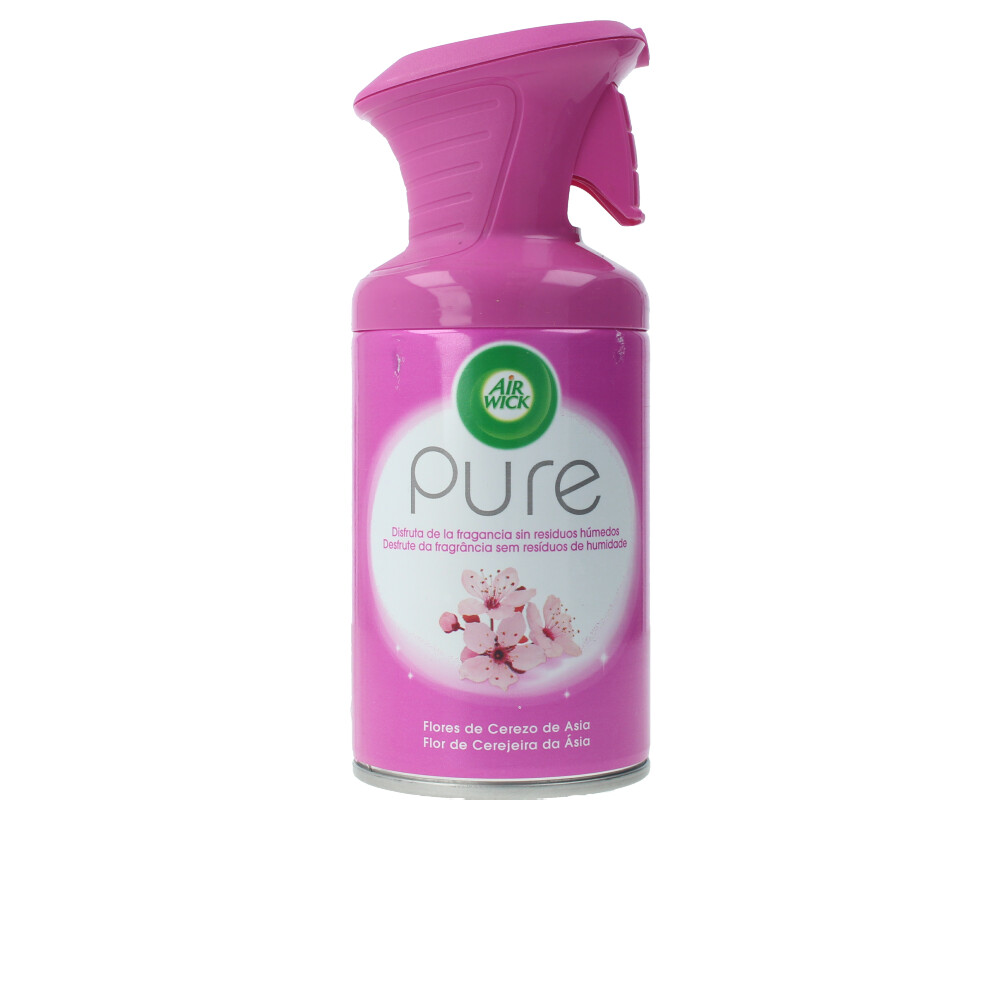 AIR
WICK
Pure
Disfruta de la fragancia sin residuos húmedos
Desfrute da fragrância sem resíduos de humidade
Flores de Cerezo de Asia
Flor de Cerejeira da Ásia